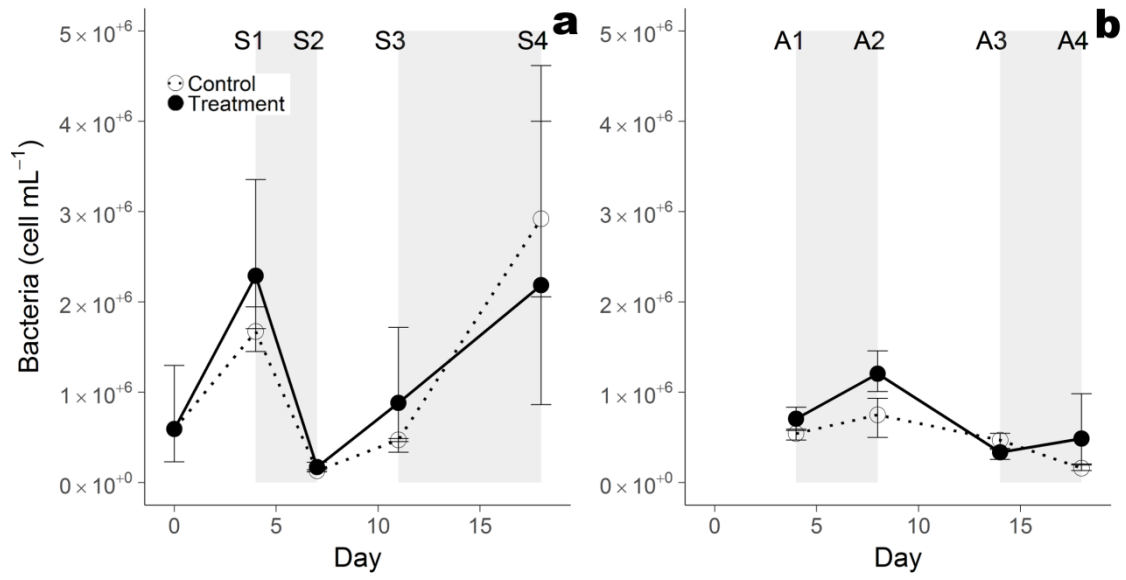 a
S1 S2 S3 S4
Control
Treatment
Bacteria (cell mL⁻¹)
5 × 10⁺⁶
4 × 10⁺⁶
3 × 10⁺⁶
2 × 10⁺⁶
1 × 10⁺⁶
0 × 10⁺⁰
0 5 10 15
Day
b
A1 A2 A3 A4
5 × 10⁺⁶
4 × 10⁺⁶
3 × 10⁺⁶
2 × 10⁺⁶
1 × 10⁺⁶
0 × 10⁺⁰
0 5 10 15
Day